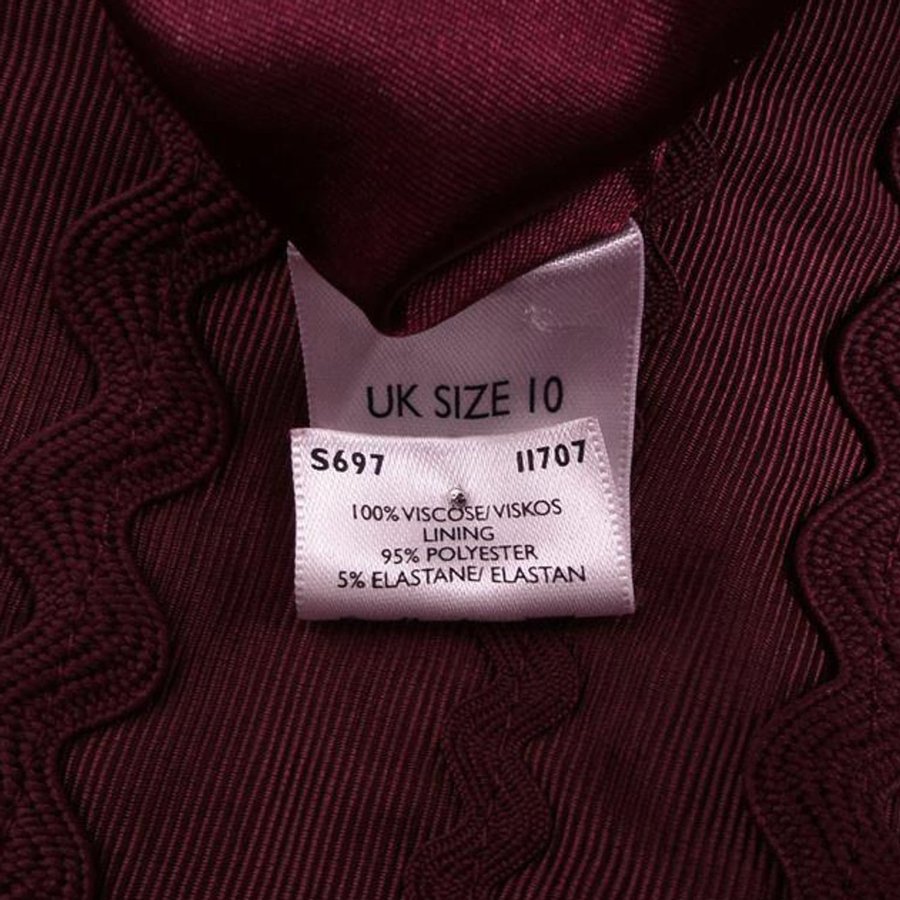 UK SIZE 10
S697 11707
100% VISCOSE/VISKOS
LINING
95% POLYESTER
5% ELASTANE/ ELASTAN